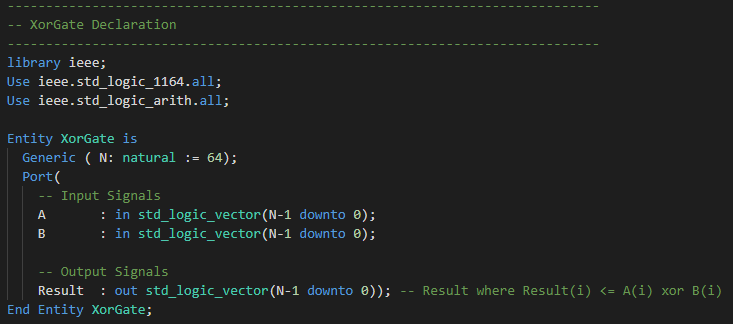 ---------------------------------------------------------------------------
-- XorGate Declaration
---------------------------------------------------------------------------
library ieee;
Use ieee.std_logic_1164.all;
Use ieee.std_logic_arith.all;

Entity XorGate is
  Generic ( N: natural := 64);
  Port(
    -- Input Signals
    A       : in std_logic_vector(N-1 downto 0);
    B       : in std_logic_vector(N-1 downto 0);

    -- Output Signals
    Result  : out std_logic_vector(N-1 downto 0)); -- Result where Result(i) <= A(i) xor B(i)
End Entity XorGate;